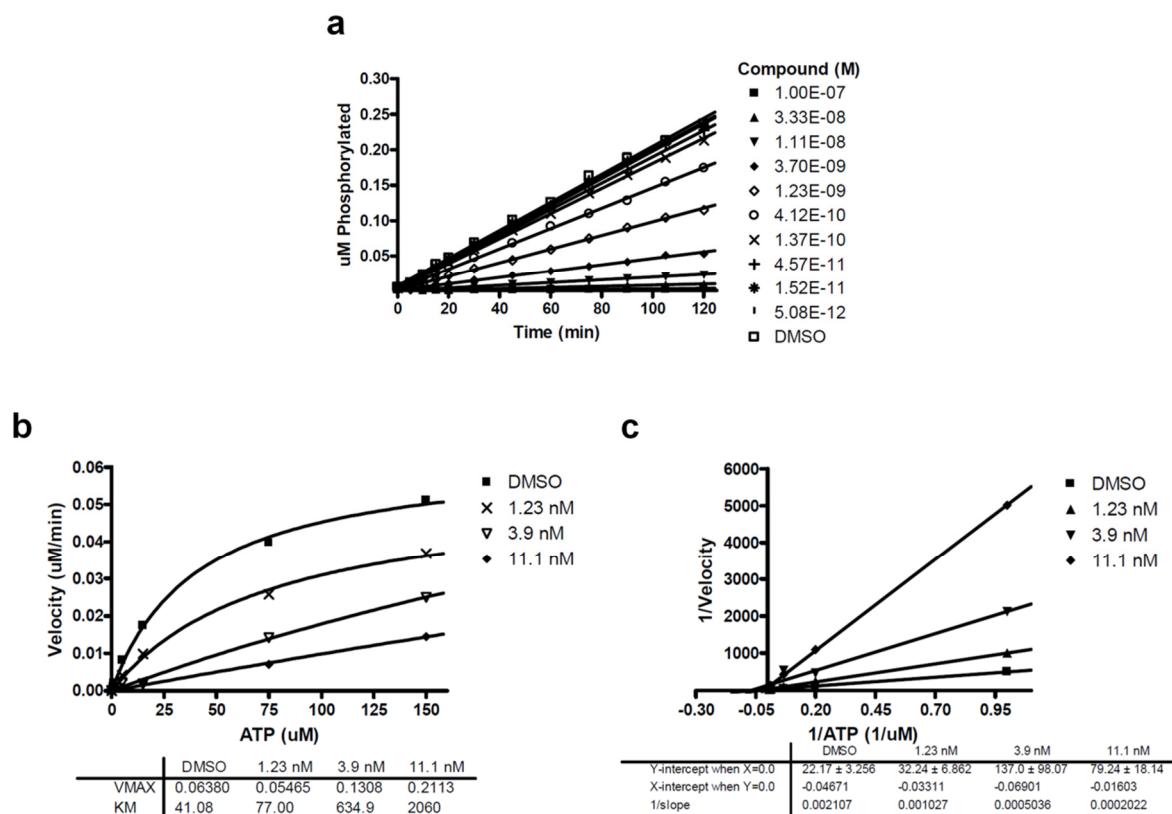 a
Compound (M)
1.00E-07
3.33E-08
1.11E-08
3.70E-09
1.23E-09
4.12E-10
1.37E-10
4.57E-11
1.52E-11
5.08E-12
DMSO
uM Phosphorylated
0.30
0.25
0.20
0.15
0.10
0.05
0 20 40 60 80 100 120
Time (min)
b
Velocity (uM/min)
0.06
0.05
0.04
0.03
0.02
0.01
0.00
0 25 50 75 100 125 150
ATP (uM)
DMSO
1.23 nM
3.9 nM
11.1 nM
DMSO 1.23 nM 3.9 nM 11.1 nM
VMAX 0.06380 0.05465 0.1308 0.2113
KM 41.08 77.00 634.9 2060
c
1/Velocity
6000
5000
4000
3000
2000
1000
-0.30 -0.05 0.20 0.45 0.70 0.95
1/ATP (1/uM)
DMSO
1.23 nM
3.9 nM
11.1 nM
DMSO 1.23 nM 3.9 nM 11.1 nM
Y-intercept when X=0.0 22.17 ± 3.256 32.24 ± 6.862 137.0 ± 98.07 79.24 ± 18.14
X-intercept when Y=0.0 -0.04671 -0.03311 -0.06901 -0.01603
1/slope 0.002107 0.001027 0.0005036 0.0002022